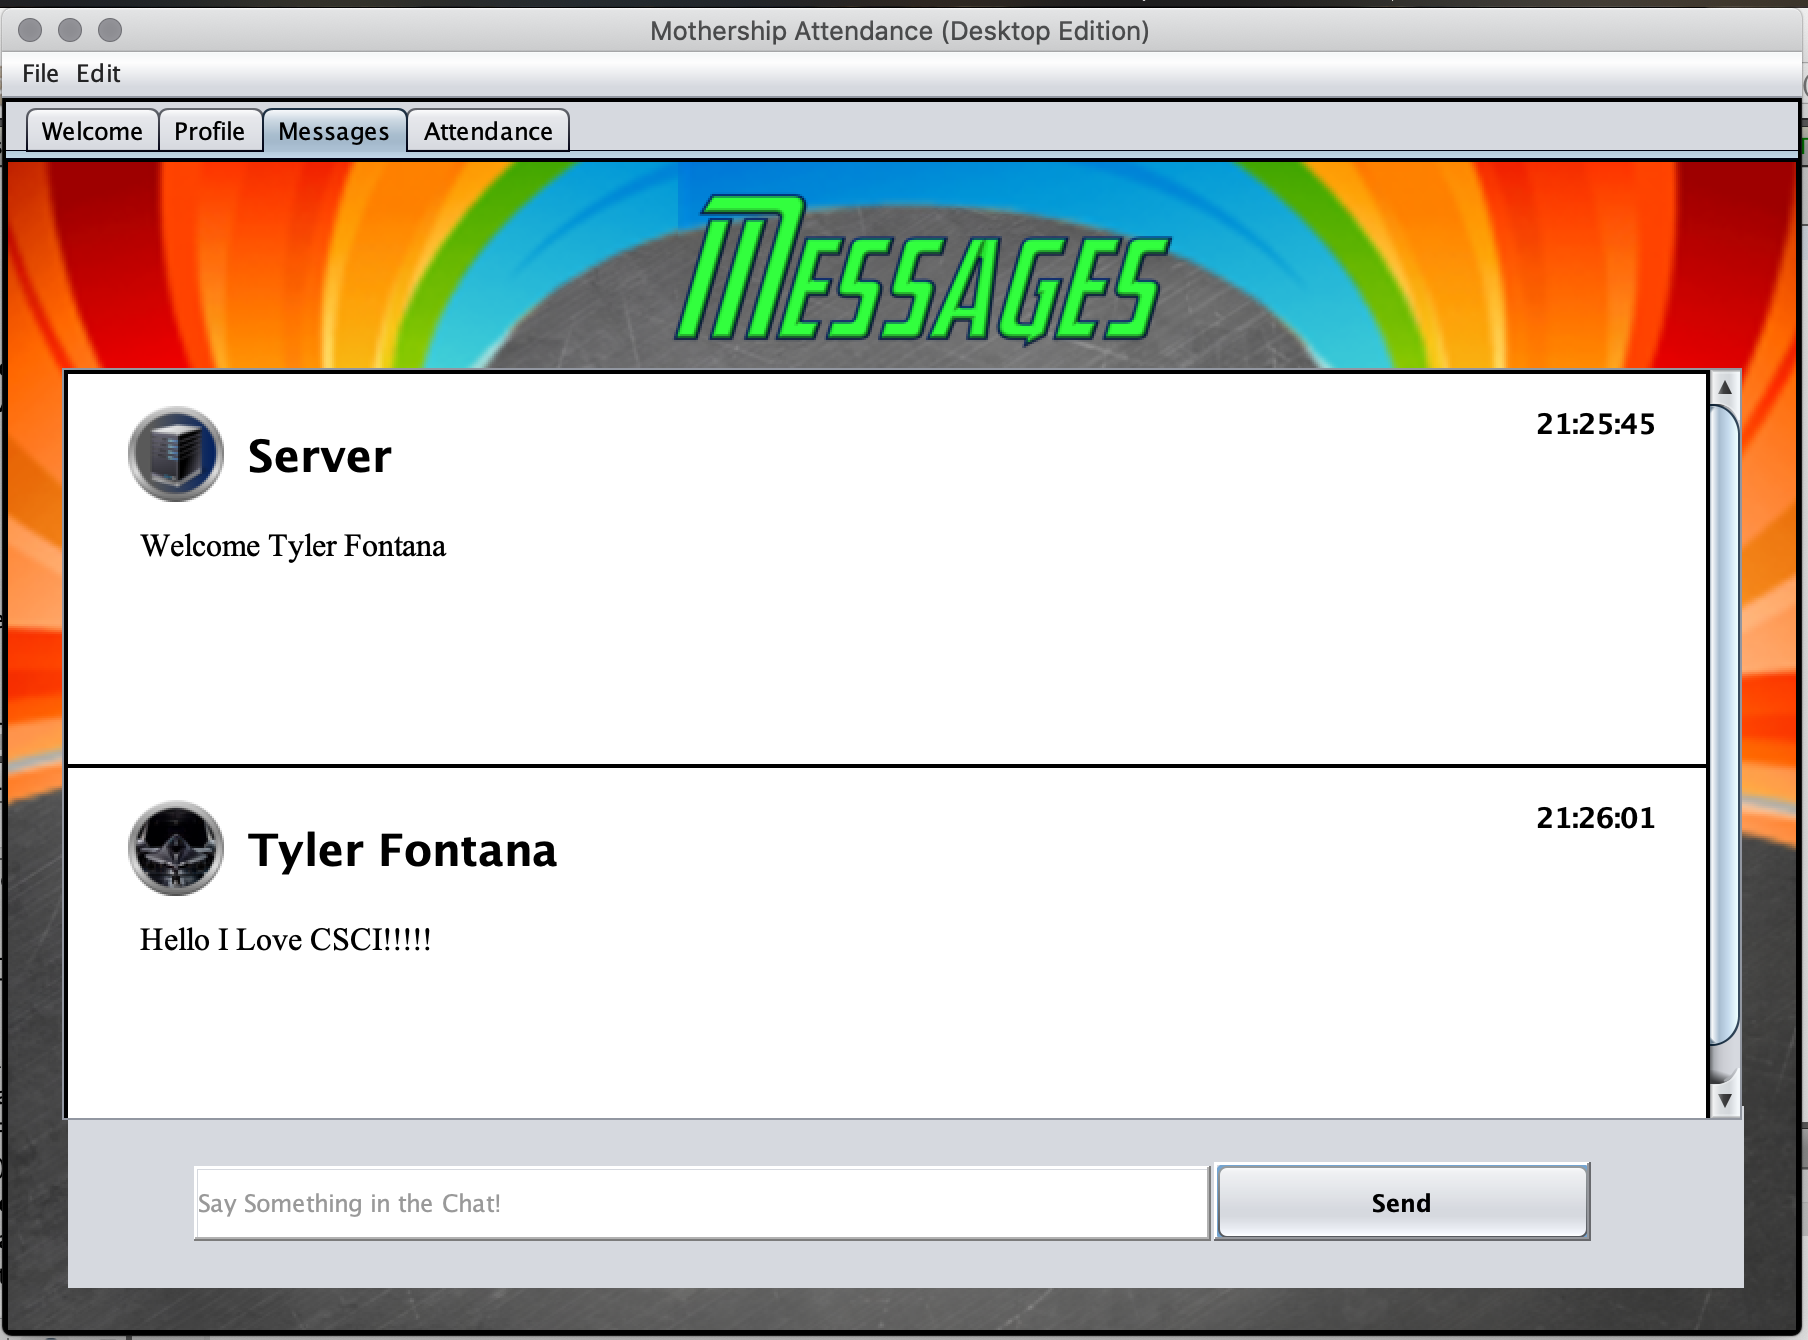 Mothership Attendance (Desktop Edition)
File Edit
Welcome Profile Messages Attendance
MESSAGES
Server 21:25:45
Welcome Tyler Fontana
Tyler Fontana 21:26:01
Hello I Love CSCI!!!!!
Say Something in the Chat! Send